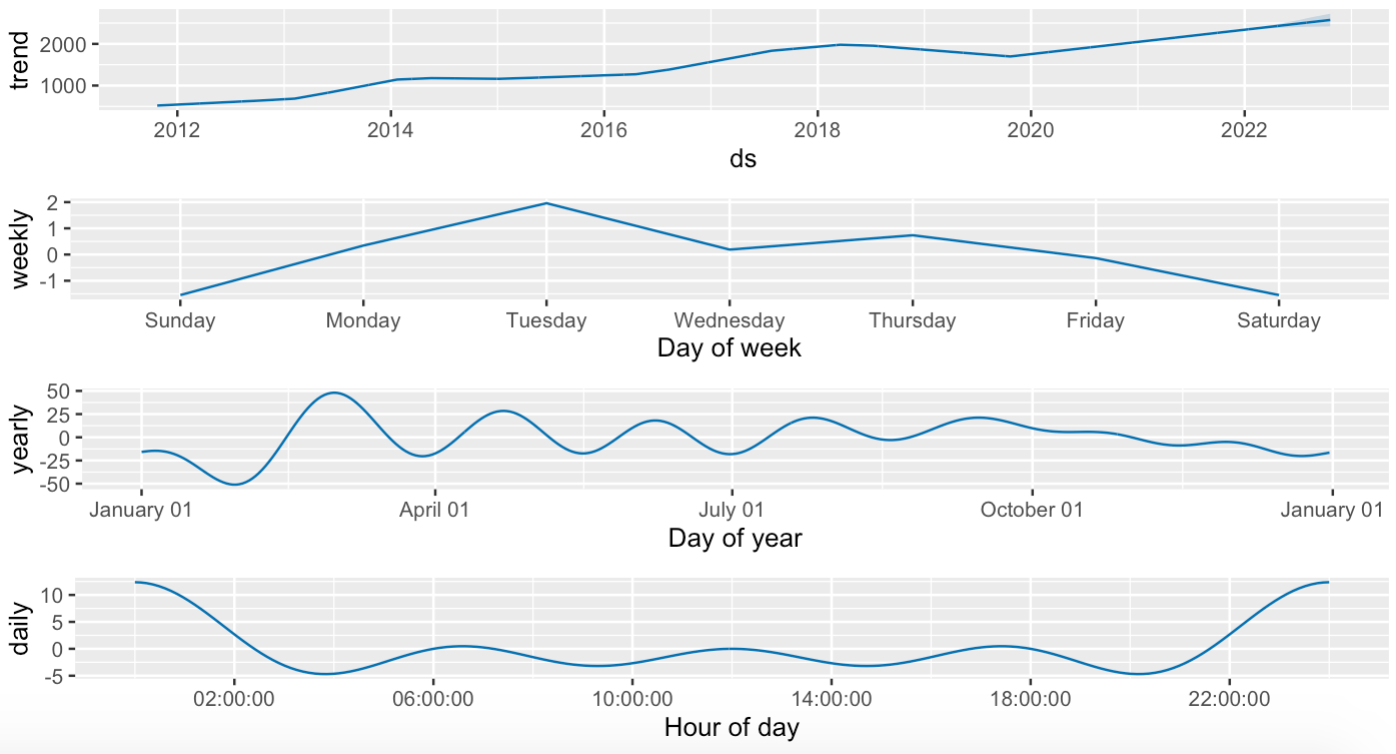 trend
2000
1000
2012 2014 2016 2018 2020 2022
ds
weekly
2
1
0
-1
Sunday Monday Tuesday Wednesday Thursday Friday Saturday
Day of week
yearly
50
25
0
-25
-50
January 01 April 01 July 01 October 01 January 01
Day of year
daily
10
5
0
-5
02:00:00 06:00:00 10:00:00 14:00:00 18:00:00 22:00:00
Hour of day